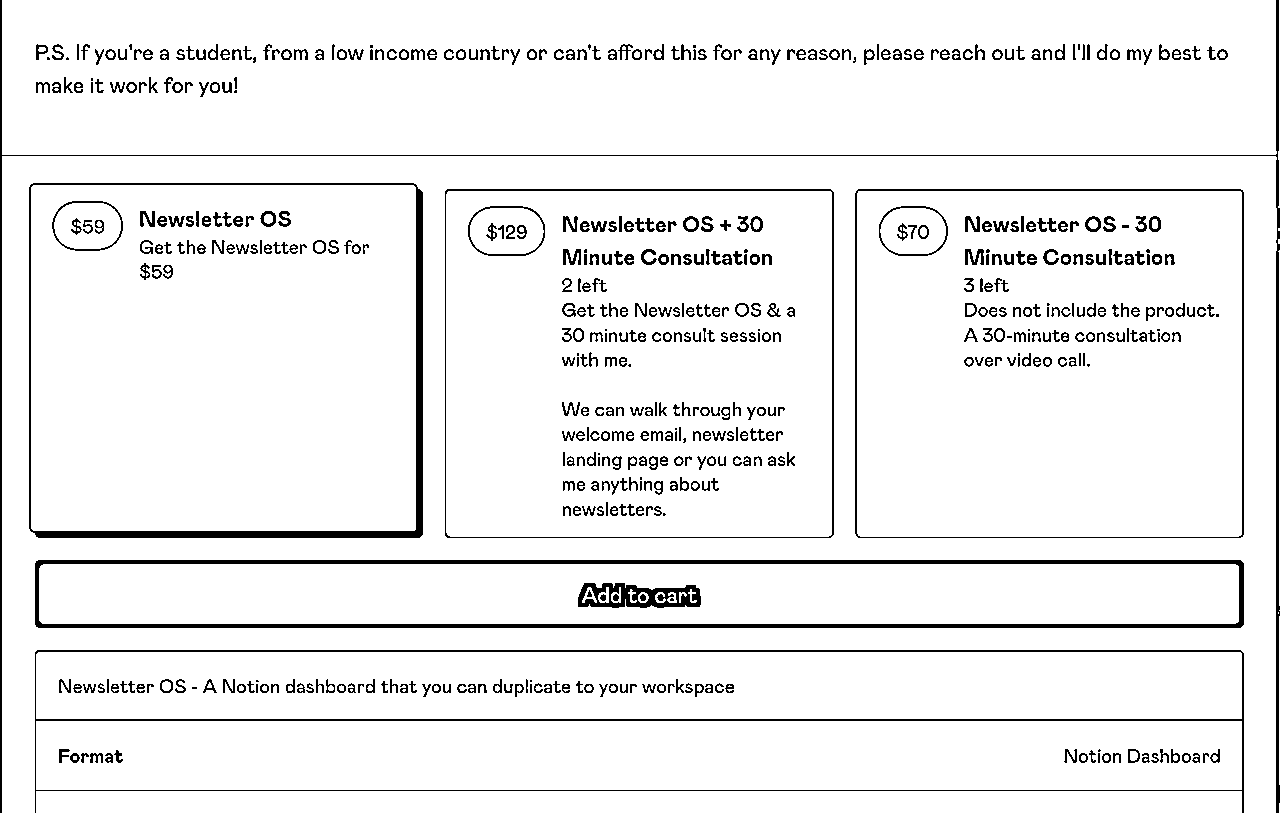 P.S. If you're a student, from a low income country or can't afford this for any reason, please reach out and I'll do my best to
make it work for you!
$59
Newsletter OS
Get the Newsletter OS for
$59
$129
Newsletter OS + 30
Minute Consultation
2 left
Get the Newsletter OS & a
30 minute consult session
with me.
We can walk through your
welcome email, newsletter
landing page or you can ask
me anything about
newsletters.
$70
Newsletter OS - 30
Minute Consultation
3 left
Does not include the product.
A 30-minute consultation
over video call.
Add to cart
Newsletter OS - A Notion dashboard that you can duplicate to your workspace
Format
Notion Dashboard